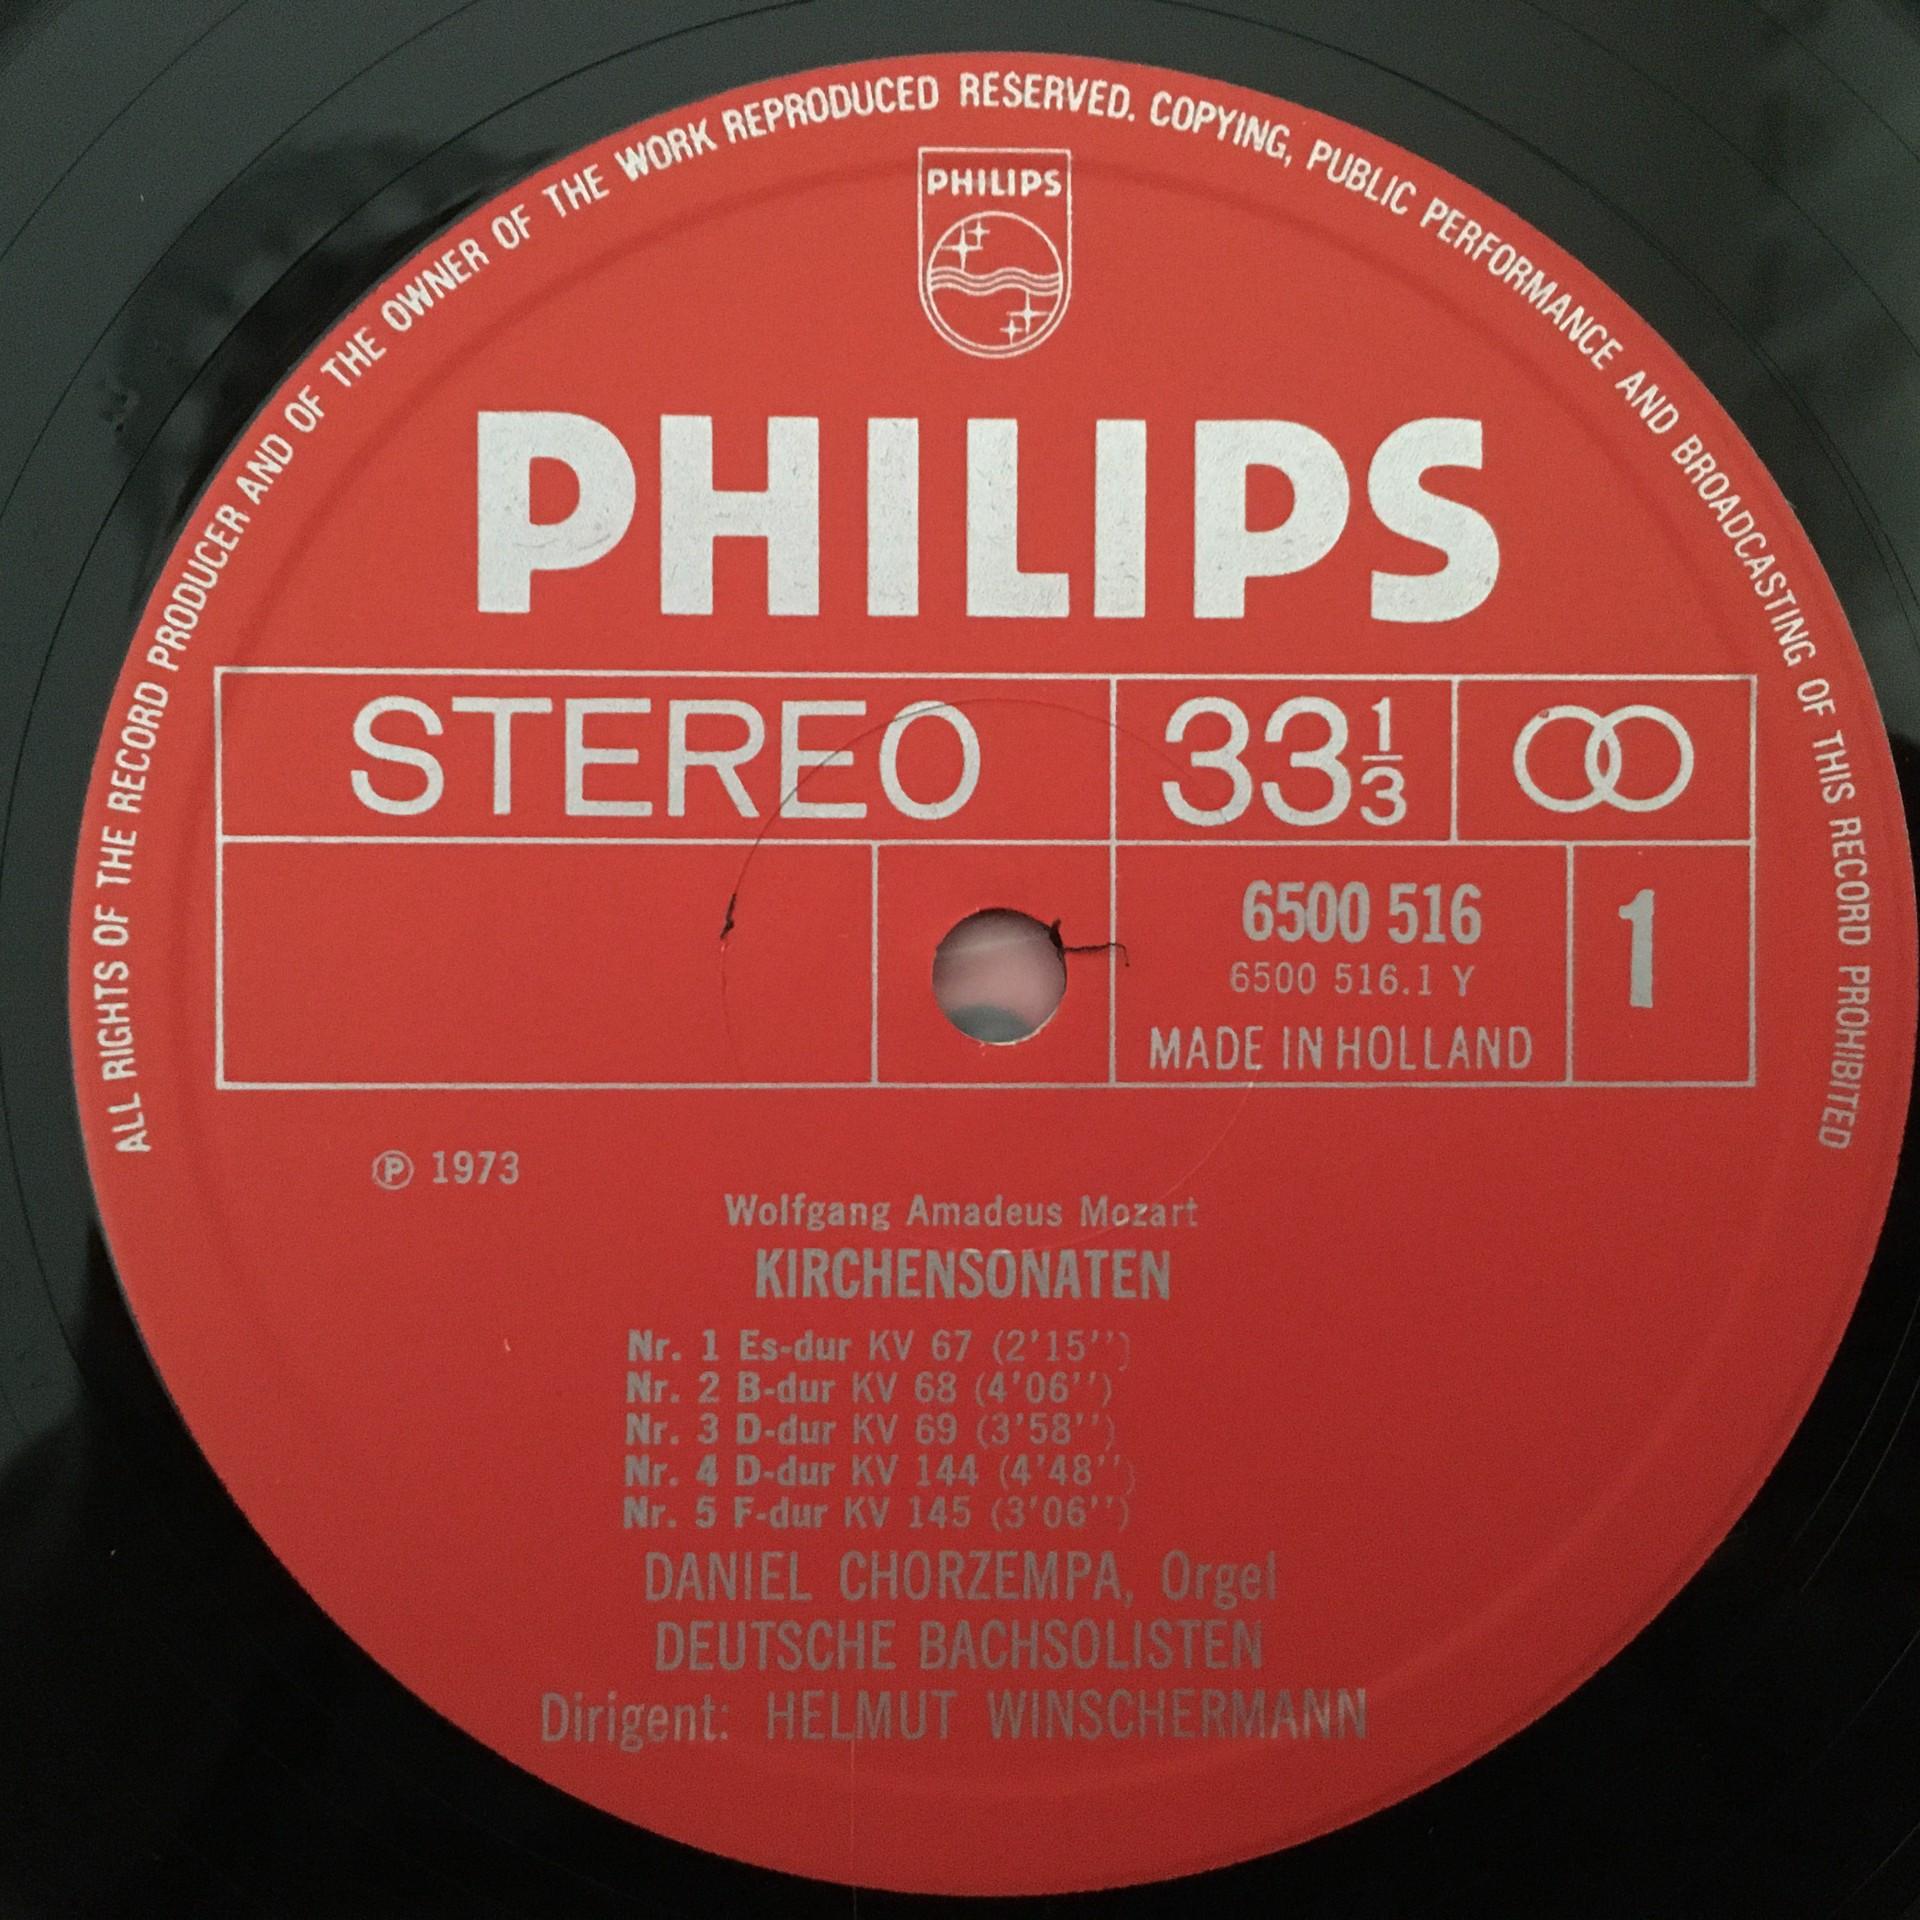 ALL RIGHTS OF THE RECORD PRODUCER AND OF THE OWNER OF THE WORK REPRODUCED RESERVED. COPYING, PUBLIC PERFORMANCE AND BROADCASTING OF THIS RECORD PROHIBITED
PHILIPS
PHILIPS
STEREO 33 1/3
6500 516 1
6500 516.1 Y
MADE IN HOLLAND
℗ 1973
Wolfgang Amadeus Mozart
KIRCHENSONATEN
Nr. 1 Es-dur KV 67 (2'15'')
Nr. 2 B-dur KV 68 (4'06'')
Nr. 3 D-dur KV 69 (3'58'')
Nr. 4 D-dur KV 144 (4'48'')
Nr. 5 F-dur KV 145 (3'06'')
DANIEL CHORZEMPA, Orgel
DEUTSCHE BACHSOLISTEN
Dirigent: HELMUT WINSCHERMANN